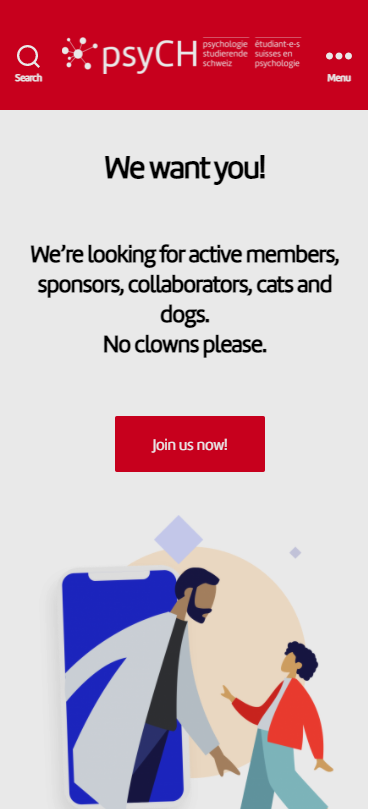 psyCH
psychologie
studierende
schweiz
étudiant-e-s
suisses en
psychologie
Search
Menu
We want you!
We're looking for active members,
sponsors, collaborators, cats and
dogs.
No clowns please.
Join us now!